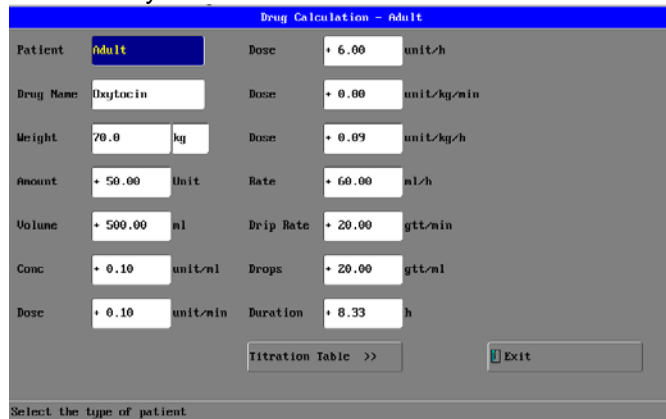 Drug Calculation - Adult
Patient Adult Dose + 6.00 unit/h
Drug Name Oxytocin Dose + 0.00 unit/kg/min
Weight 70.0 kg Dose + 0.09 unit/kg/h
Amount + 50.00 Unit Rate + 60.00 ml/h
Volume + 500.00 ml Drip Rate + 20.00 gtt/min
Conc + 0.10 unit/ml Drops + 20.00 gtt/ml
Dose + 0.10 unit/min Duration + 8.33 h
Titration Table >> Exit
Select the type of patient